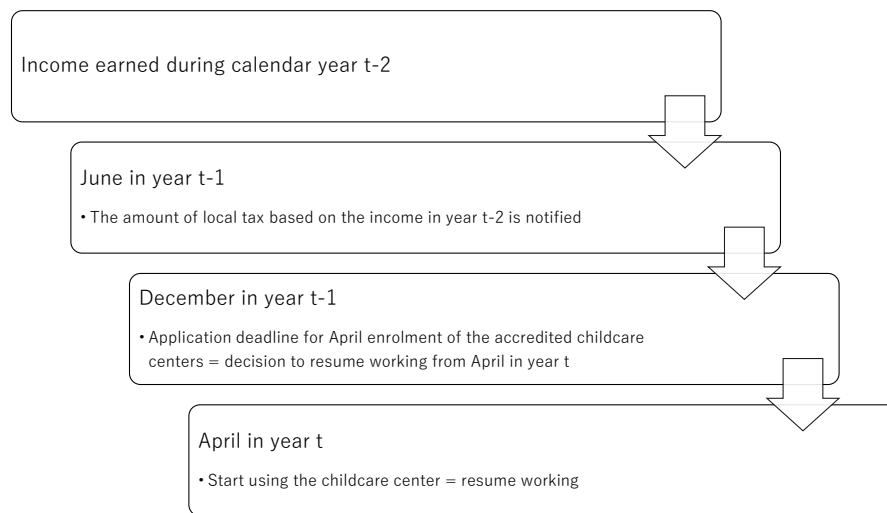 Income earned during calendar year t-2
June in year t-1
• The amount of local tax based on the income in year t-2 is notified
December in year t-1
• Application deadline for April enrolment of the accredited childcare
centers = decision to resume working from April in year t
April in year t
• Start using the childcare center = resume working